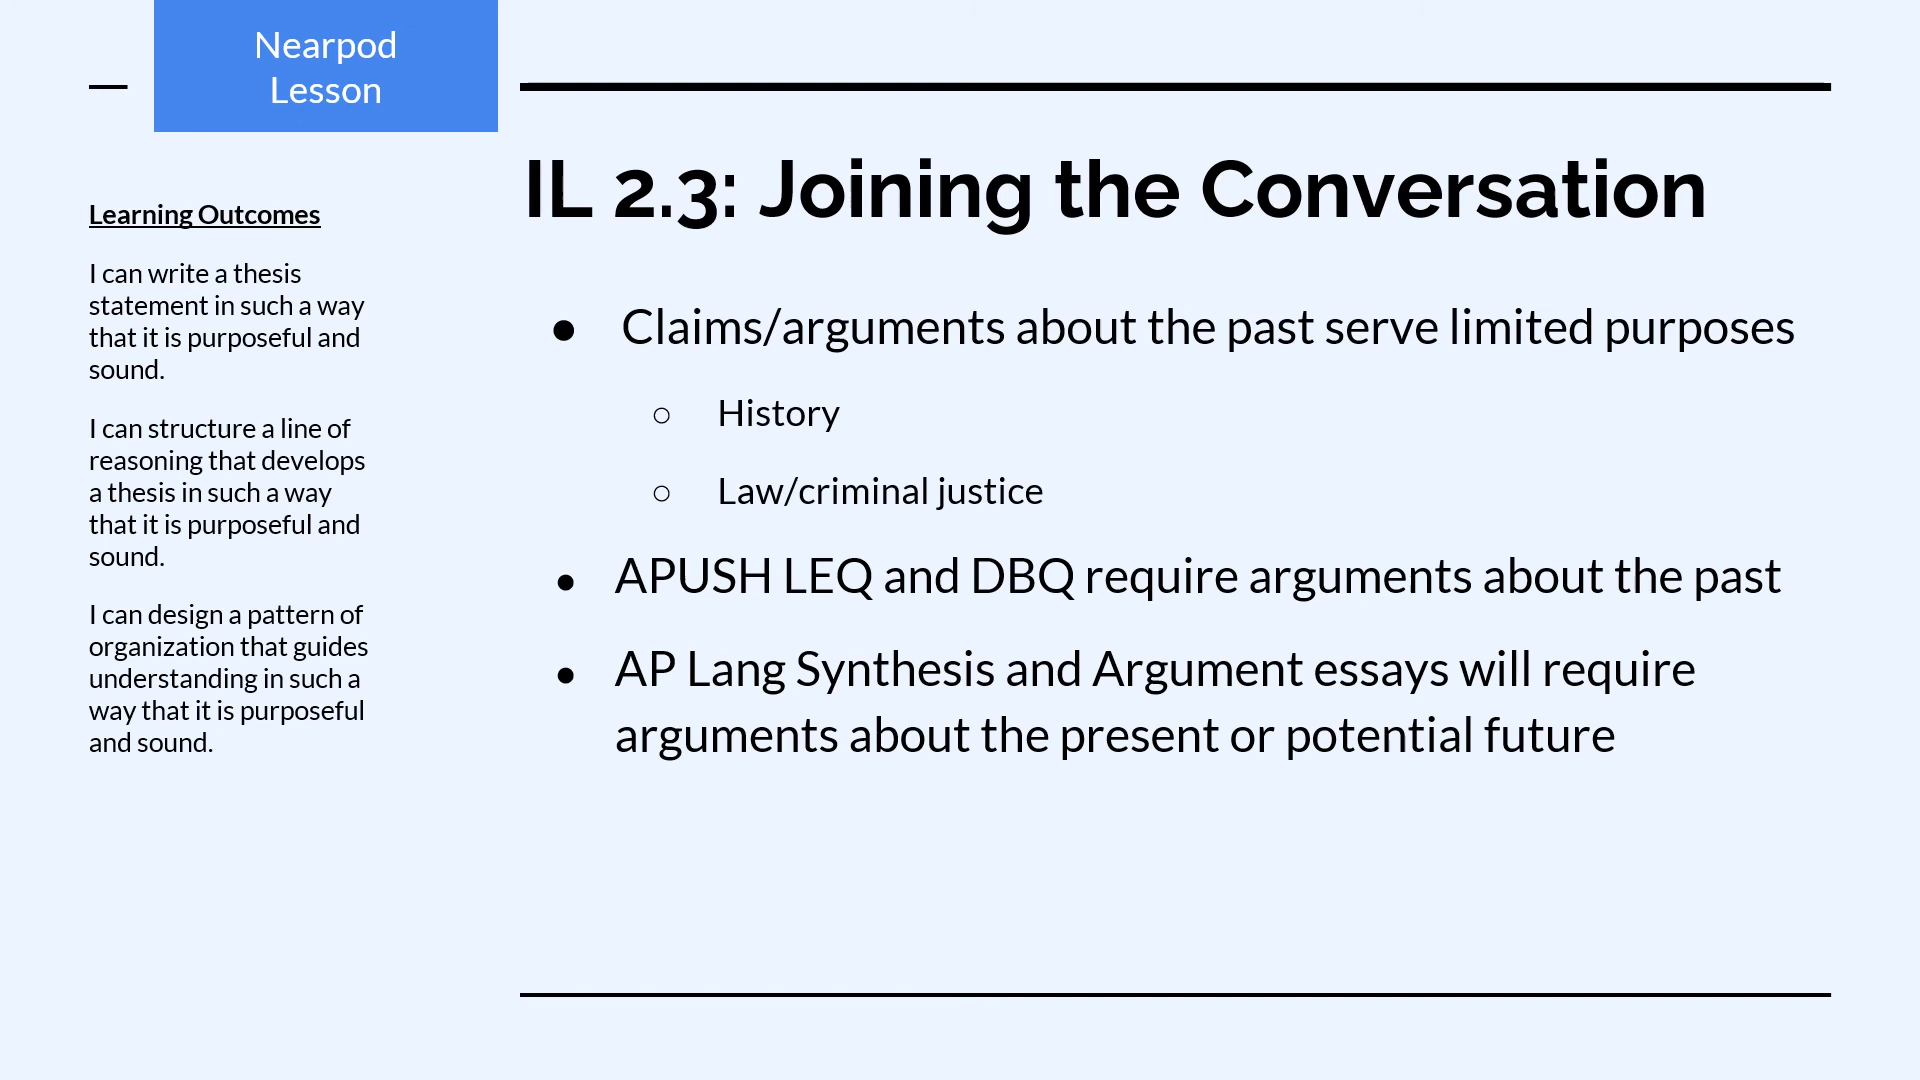 Nearpod
Lesson
Learning Outcomes
I can write a thesis
statement in such a way
that it is purposeful and
sound.
I can structure a line of
reasoning that develops
a thesis in such a way
that it is purposeful and
sound.
I can design a pattern of
organization that guides
understanding in such a
way that it is purposeful
and sound.
IL 2.3: Joining the Conversation
● Claims/arguments about the past serve limited purposes
○ History
○ Law/criminal justice
● APUSH LEQ and DBQ require arguments about the past
● AP Lang Synthesis and Argument essays will require
arguments about the present or potential future